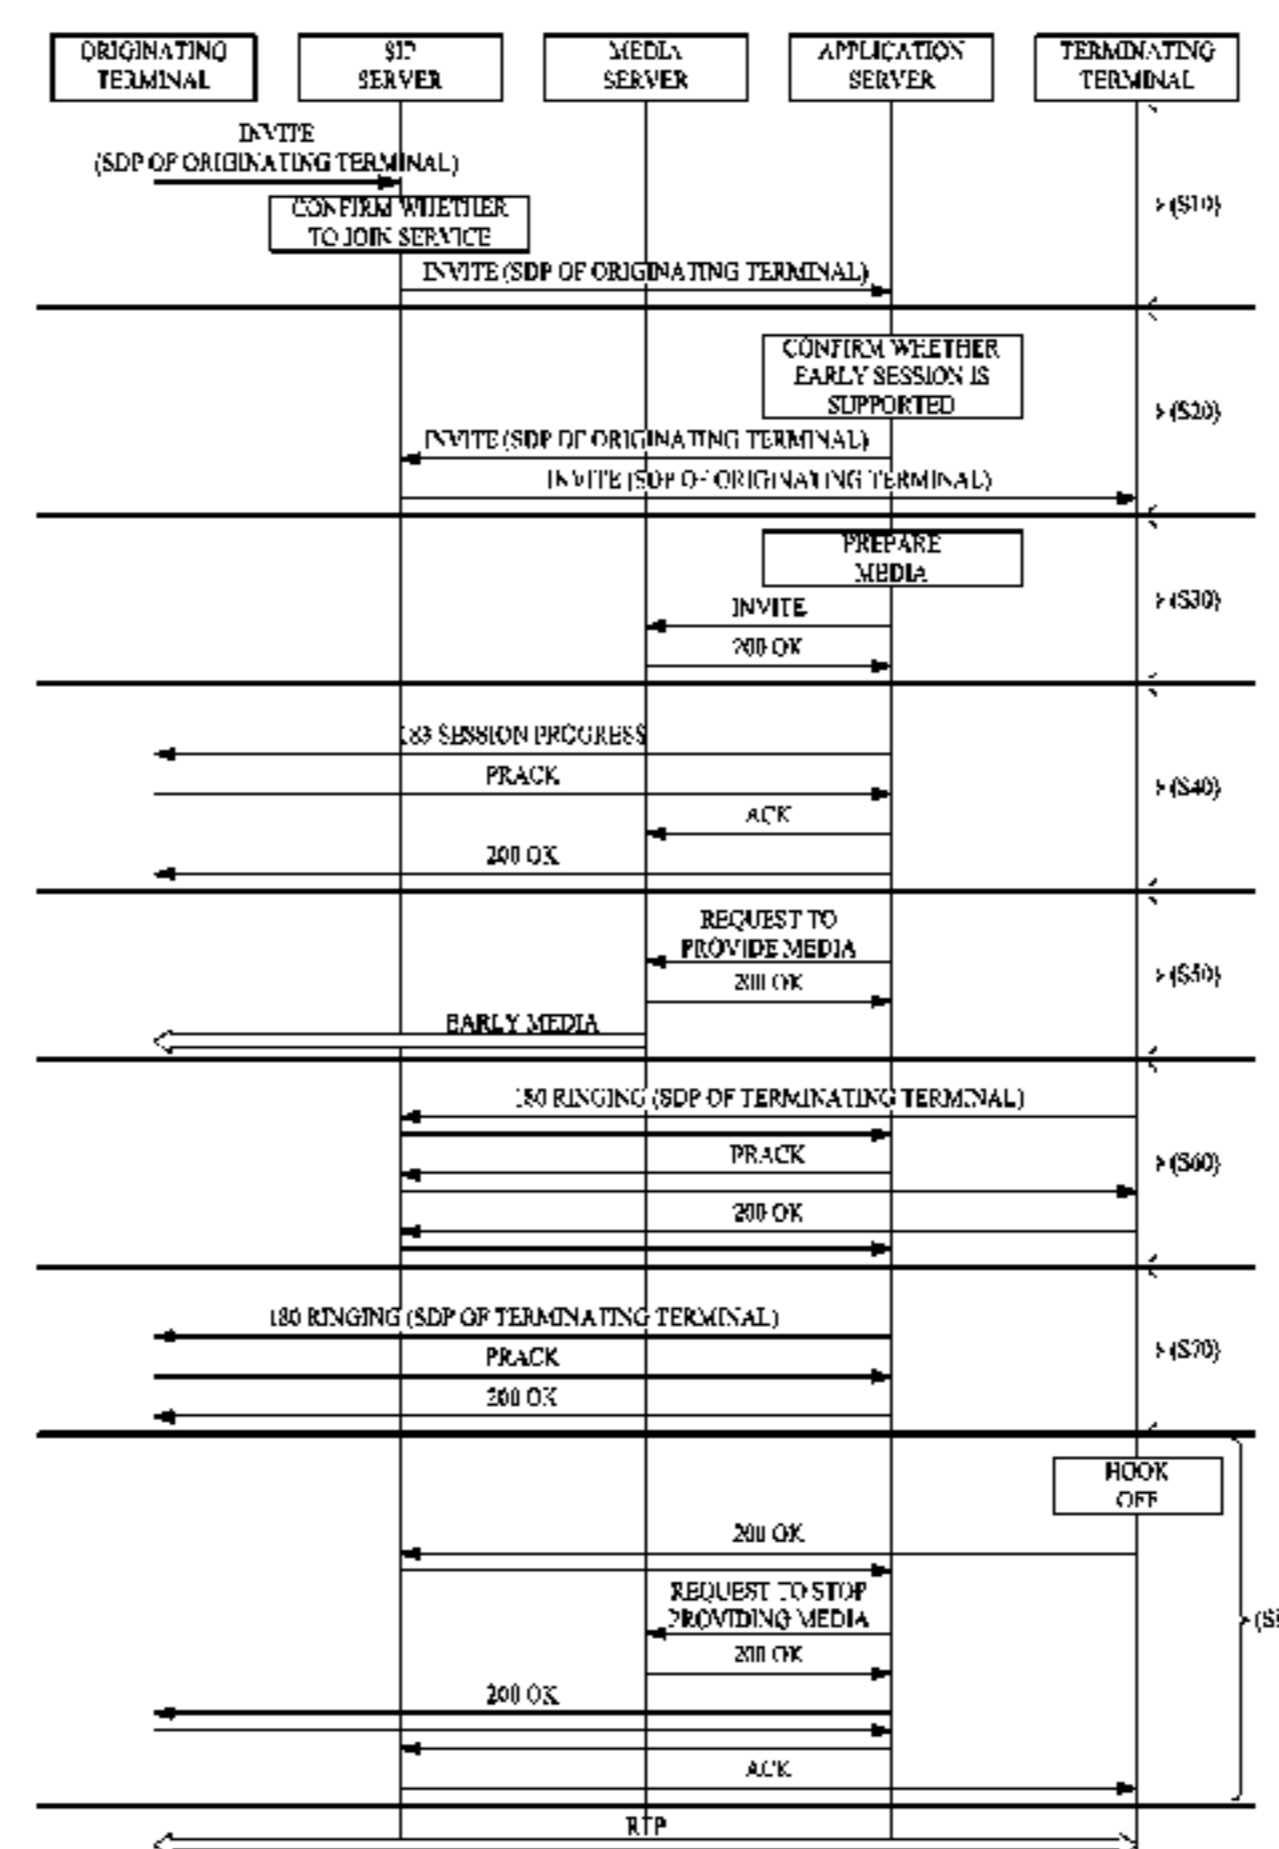 ORIGINATING
TERMINAL
SIP
SERVER
MEDIA
SERVER
APPLICATION
SERVER
TERMINATING
TERMINAL
INVITE
(SDP OF ORIGINATING TERMINAL)
CONFIRM WHETHER
TO JOIN SERVICE
(S10)
INVITE (SDP OF ORIGINATING TERMINAL)
CONFIRM WHETHER
EARLY SESSION IS
SUPPORTED
(S20)
INVITE (SDP OF ORIGINATING TERMINAL)
INVITE (SDP OF ORIGINATING TERMINAL)
PREPARE
MEDIA
(S30)
INVITE
200 OK
183 SESSION PROGRESS
PRACK
(S40)
ACK
200 OK
REQUEST TO
PROVIDE MEDIA
(S50)
200 OK
EARLY MEDIA
180 RINGING (SDP OF TERMINATING TERMINAL)
PRACK
(S60)
200 OK
180 RINGING (SDP OF TERMINATING TERMINAL)
PRACK
(S70)
200 OK
HOOK
OFF
200 OK
REQUEST TO STOP
PROVIDING MEDIA
200 OK
200 OK
ACK
RTP